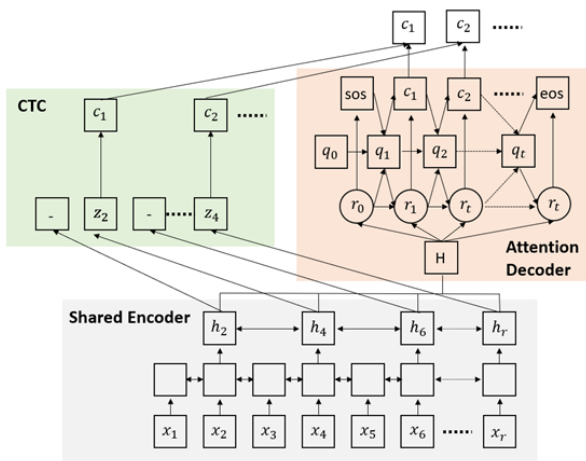 c₁ c₂ ......
CTC
sos c₁ c₂ ...... eos
c₁ c₂ ......
q₀ q₁ q₂ qₜ
- z₂ - ...... z₄
r₀ r₁ rₜ rₜ
H
Attention
Decoder
Shared Encoder
h₂ h₄ h₆ hᵣ
x₁ x₂ x₃ x₄ x₅ x₆ ...... xᵣ